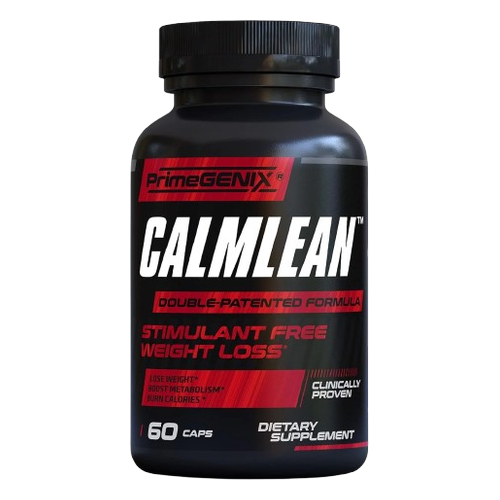 PrimeGENIX®
CALMLEAN™
DOUBLE-PATENTED FORMULA
STIMULANT FREE
WEIGHT LOSS*
LOSE WEIGHT*
BOOST METABOLISM*
BURN CALORIES*
CLINICALLY
PROVEN
60 CAPS
DIETARY
SUPPLEMENT